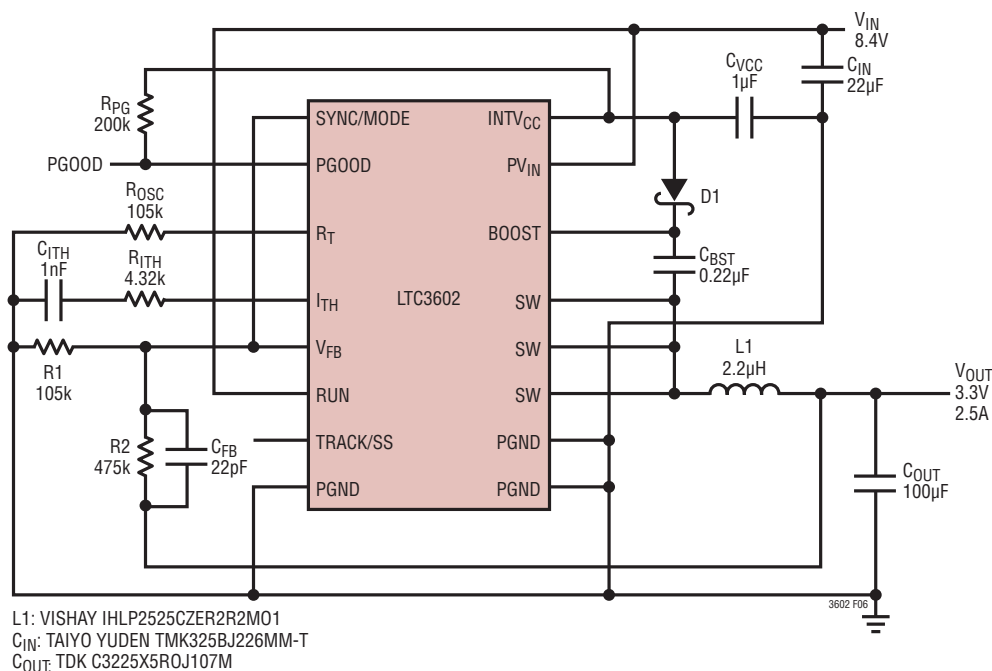 VIN
8.4V
CVCC
1µF
CIN
22µF
RPG
200k
SYNC/MODE
INTVCC
PGOOD
PGOOD
PVIN
ROSC
105k
D1
RT
BOOST
CITH
1nF
RITH
4.32k
CBST
0.22µF
LTC3602
ITH
SW
VFB
SW
R1
105k
L1
2.2µH
VOUT
3.3V
2.5A
RUN
SW
R2
475k
CFB
22pF
TRACK/SS
PGND
COUT
100µF
PGND
PGND
3602 F06
L1: VISHAY IHLP2525CZER2R2M01
CIN: TAIYO YUDEN TMK325BJ226MM-T
COUT: TDK C3225X5R0J107M